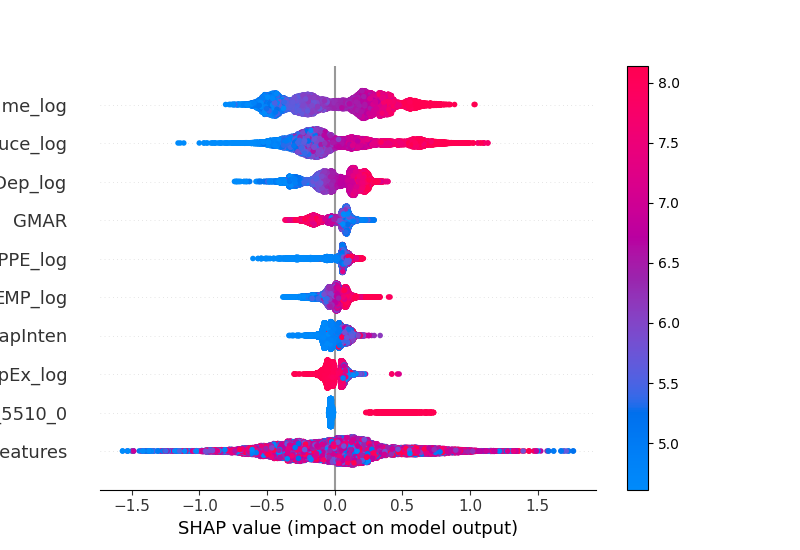 me_log
uce_log
Dep_log
GMAR
PPE_log
EMP_log
apInten
pEx_log
_5510_0
eatures
−1.5 −1.0 −0.5 0.0 0.5 1.0 1.5
SHAP value (impact on model output)
8.0
7.5
7.0
6.5
6.0
5.5
5.0